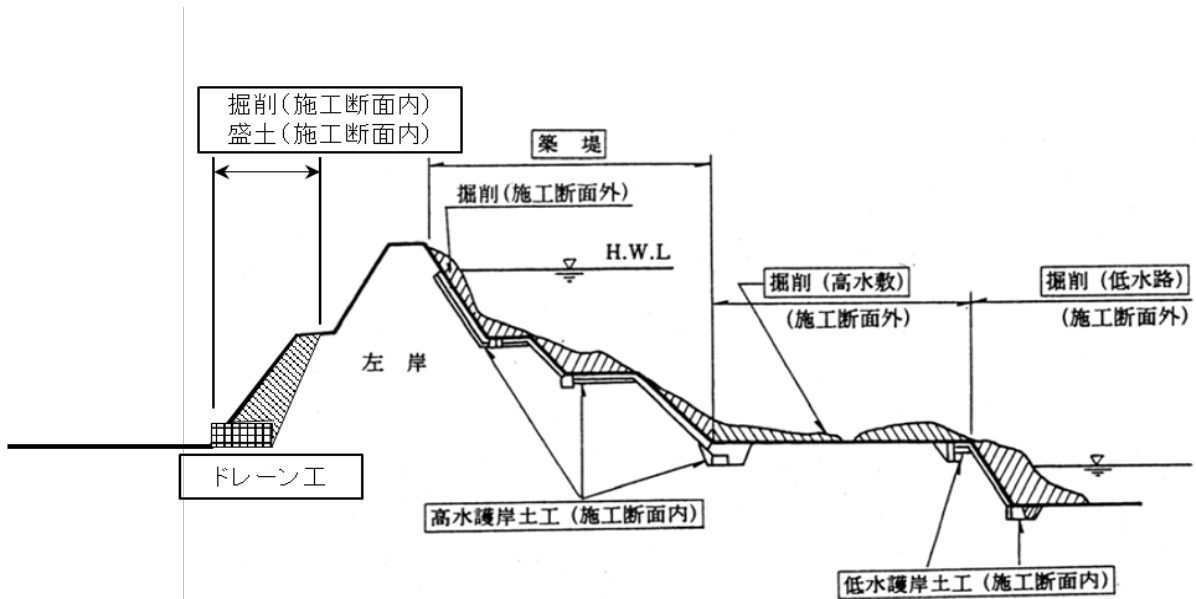 掘削(施工断面内)
盛土(施工断面内)
築 堤
掘削(施工断面外)
H.W.L
掘削(高水敷)
(施工断面外)
掘削(低水路)
(施工断面外)
左 岸
ドレーン工
高水護岸土工(施工断面内)
低水護岸土工(施工断面内)